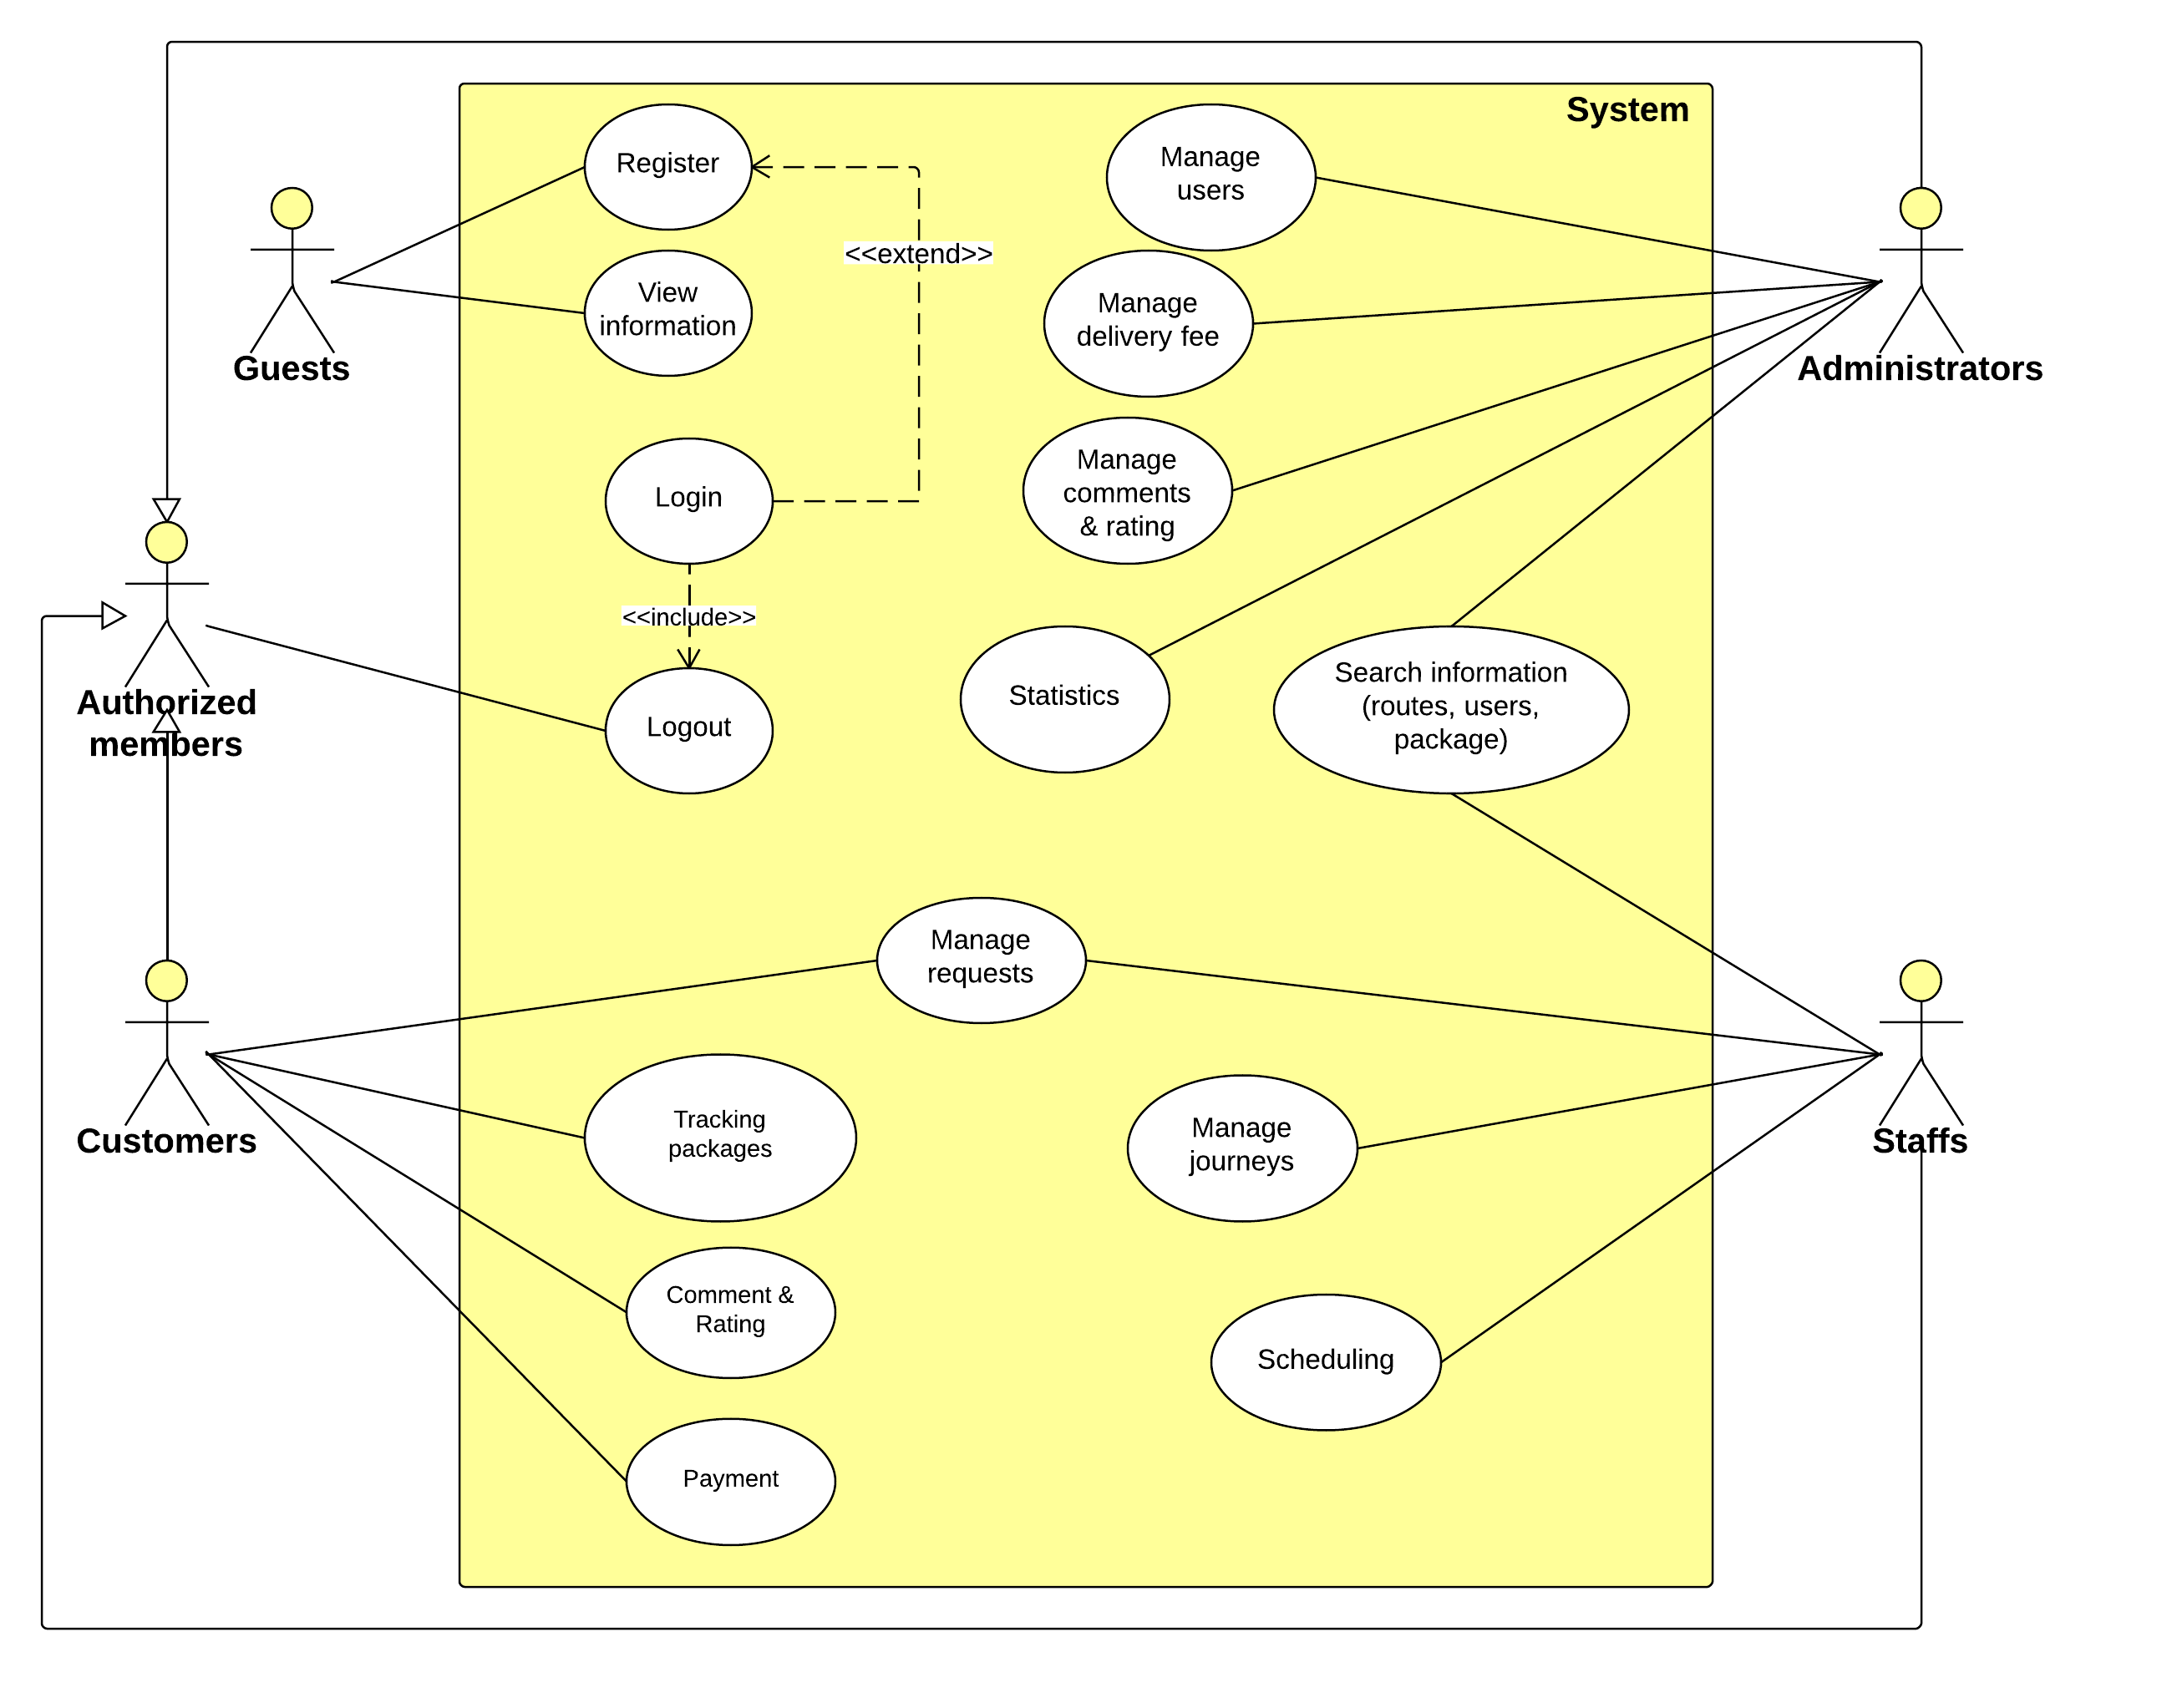 System
Register
Manage
users
<<extend>>
View
information
Manage
delivery fee
Guests
Administrators
Login
Manage
comments
& rating
<<include>>
Authorized
members
Logout
Statistics
Search information
(routes, users,
package)
Manage
requests
Customers
Tracking
packages
Manage
journeys
Staffs
Comment &
Rating
Scheduling
Payment